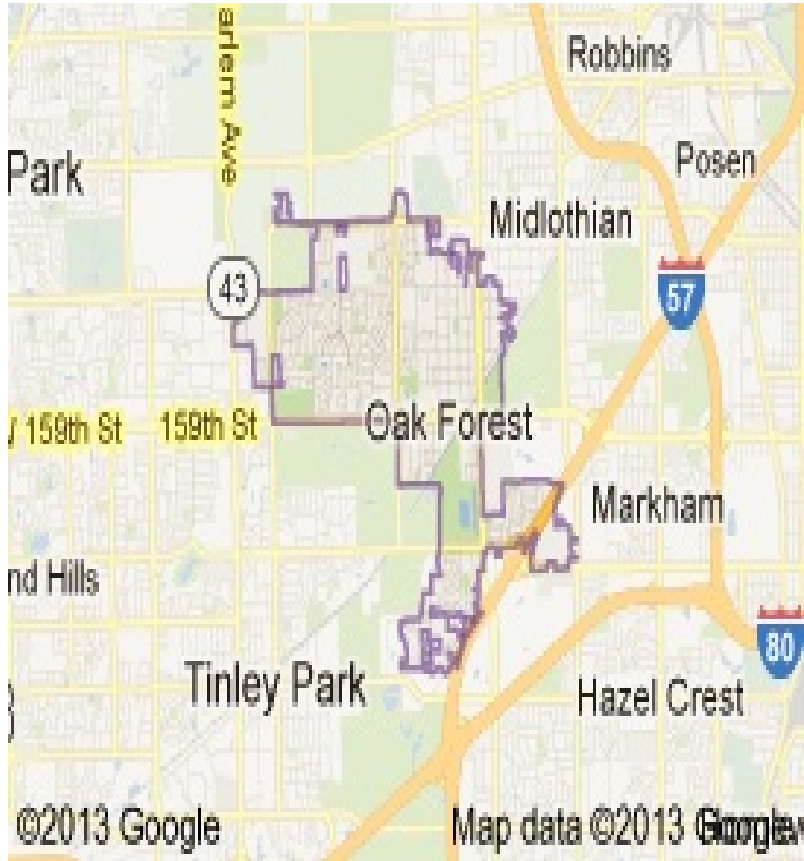 arlem Ave
Robbins
Posen
Park
Midlothian
43
57
159th St
159th St
Oak Forest
Markham
nd Hills
80
Tinley Park
Hazel Crest
©2013 Google
Map data ©2013 Google